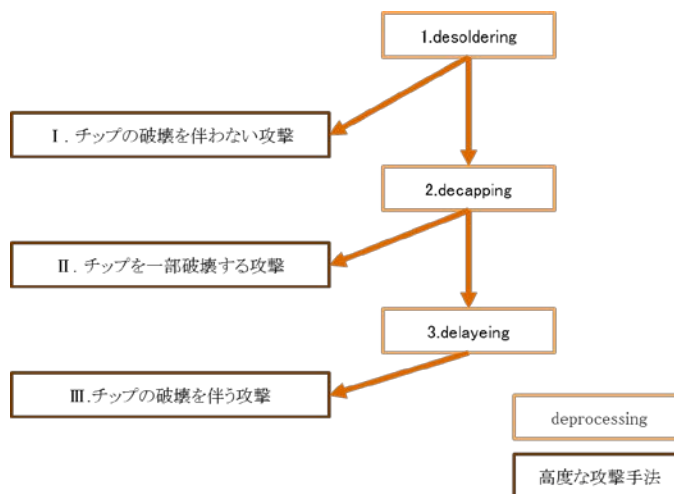 1.desoldering
Ⅰ. チップの破壊を伴わない攻撃
2.decapping
Ⅱ. チップを一部破壊する攻撃
3.delayeing
Ⅲ.チップの破壊を伴う攻撃
deprocessing
高度な攻撃手法